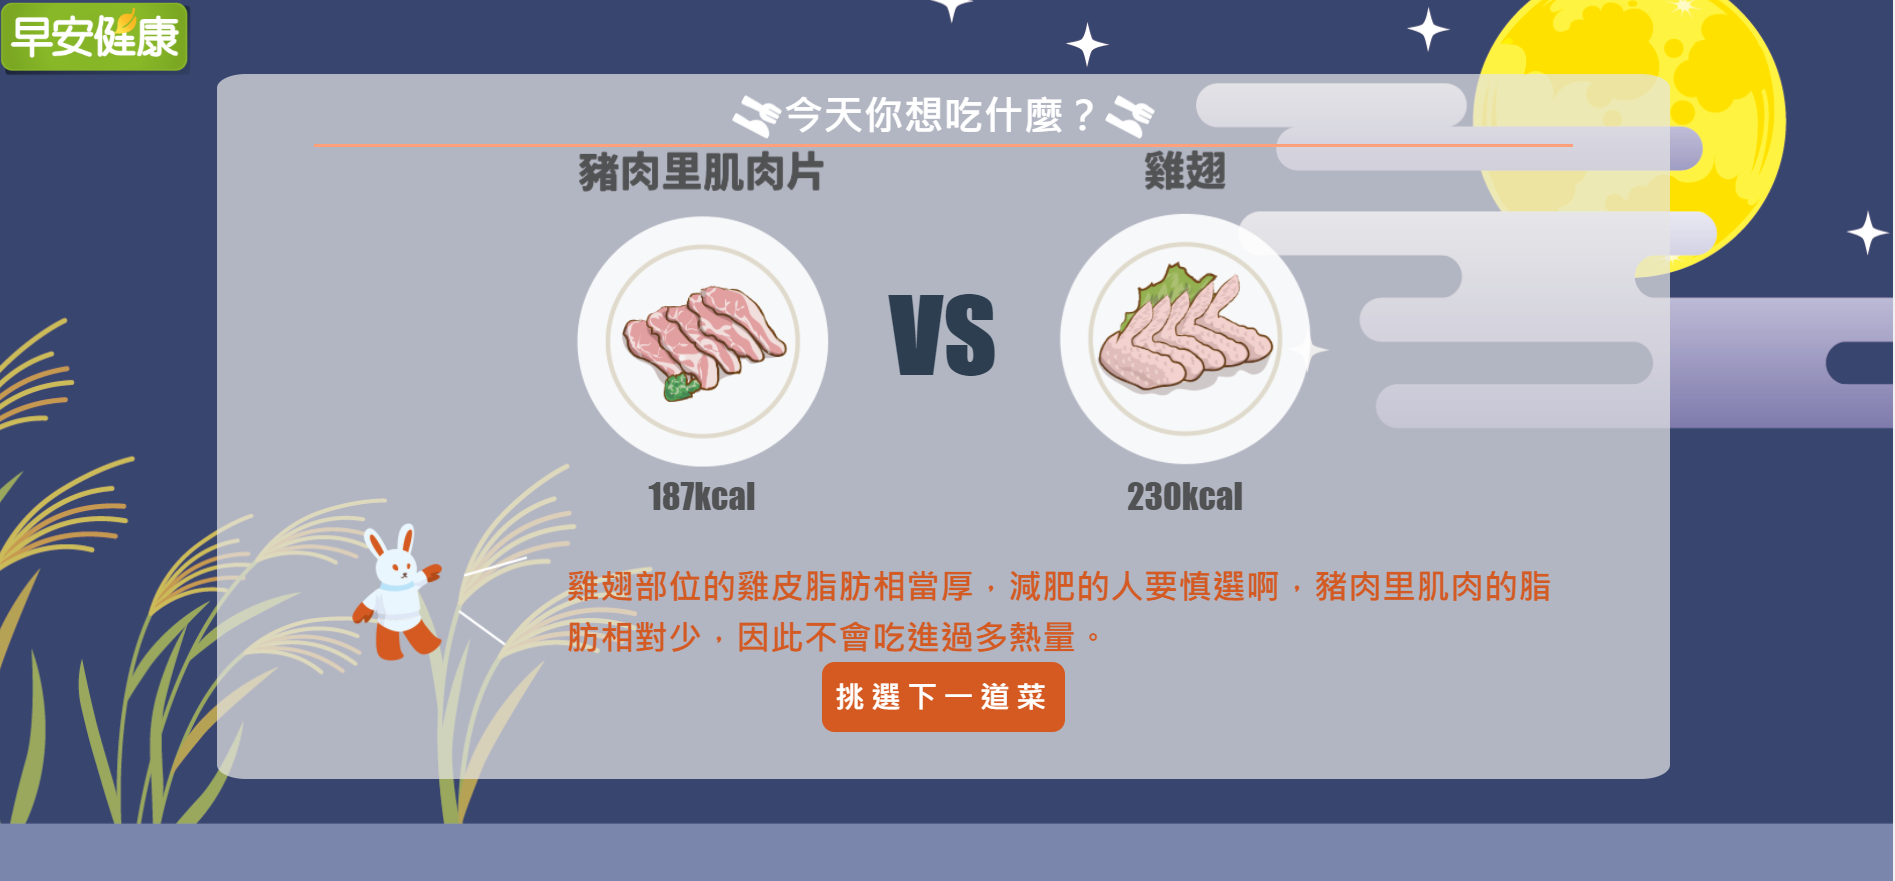 早安健康
今天你想吃什麼？
豬肉里肌肉片
雞翅
VS
187kcal
230kcal
雞翅部位的雞皮脂肪相當厚，減肥的人要慎選啊，豬肉里肌肉的脂
肪相對少，因此不會吃進過多熱量。
挑選下一道菜